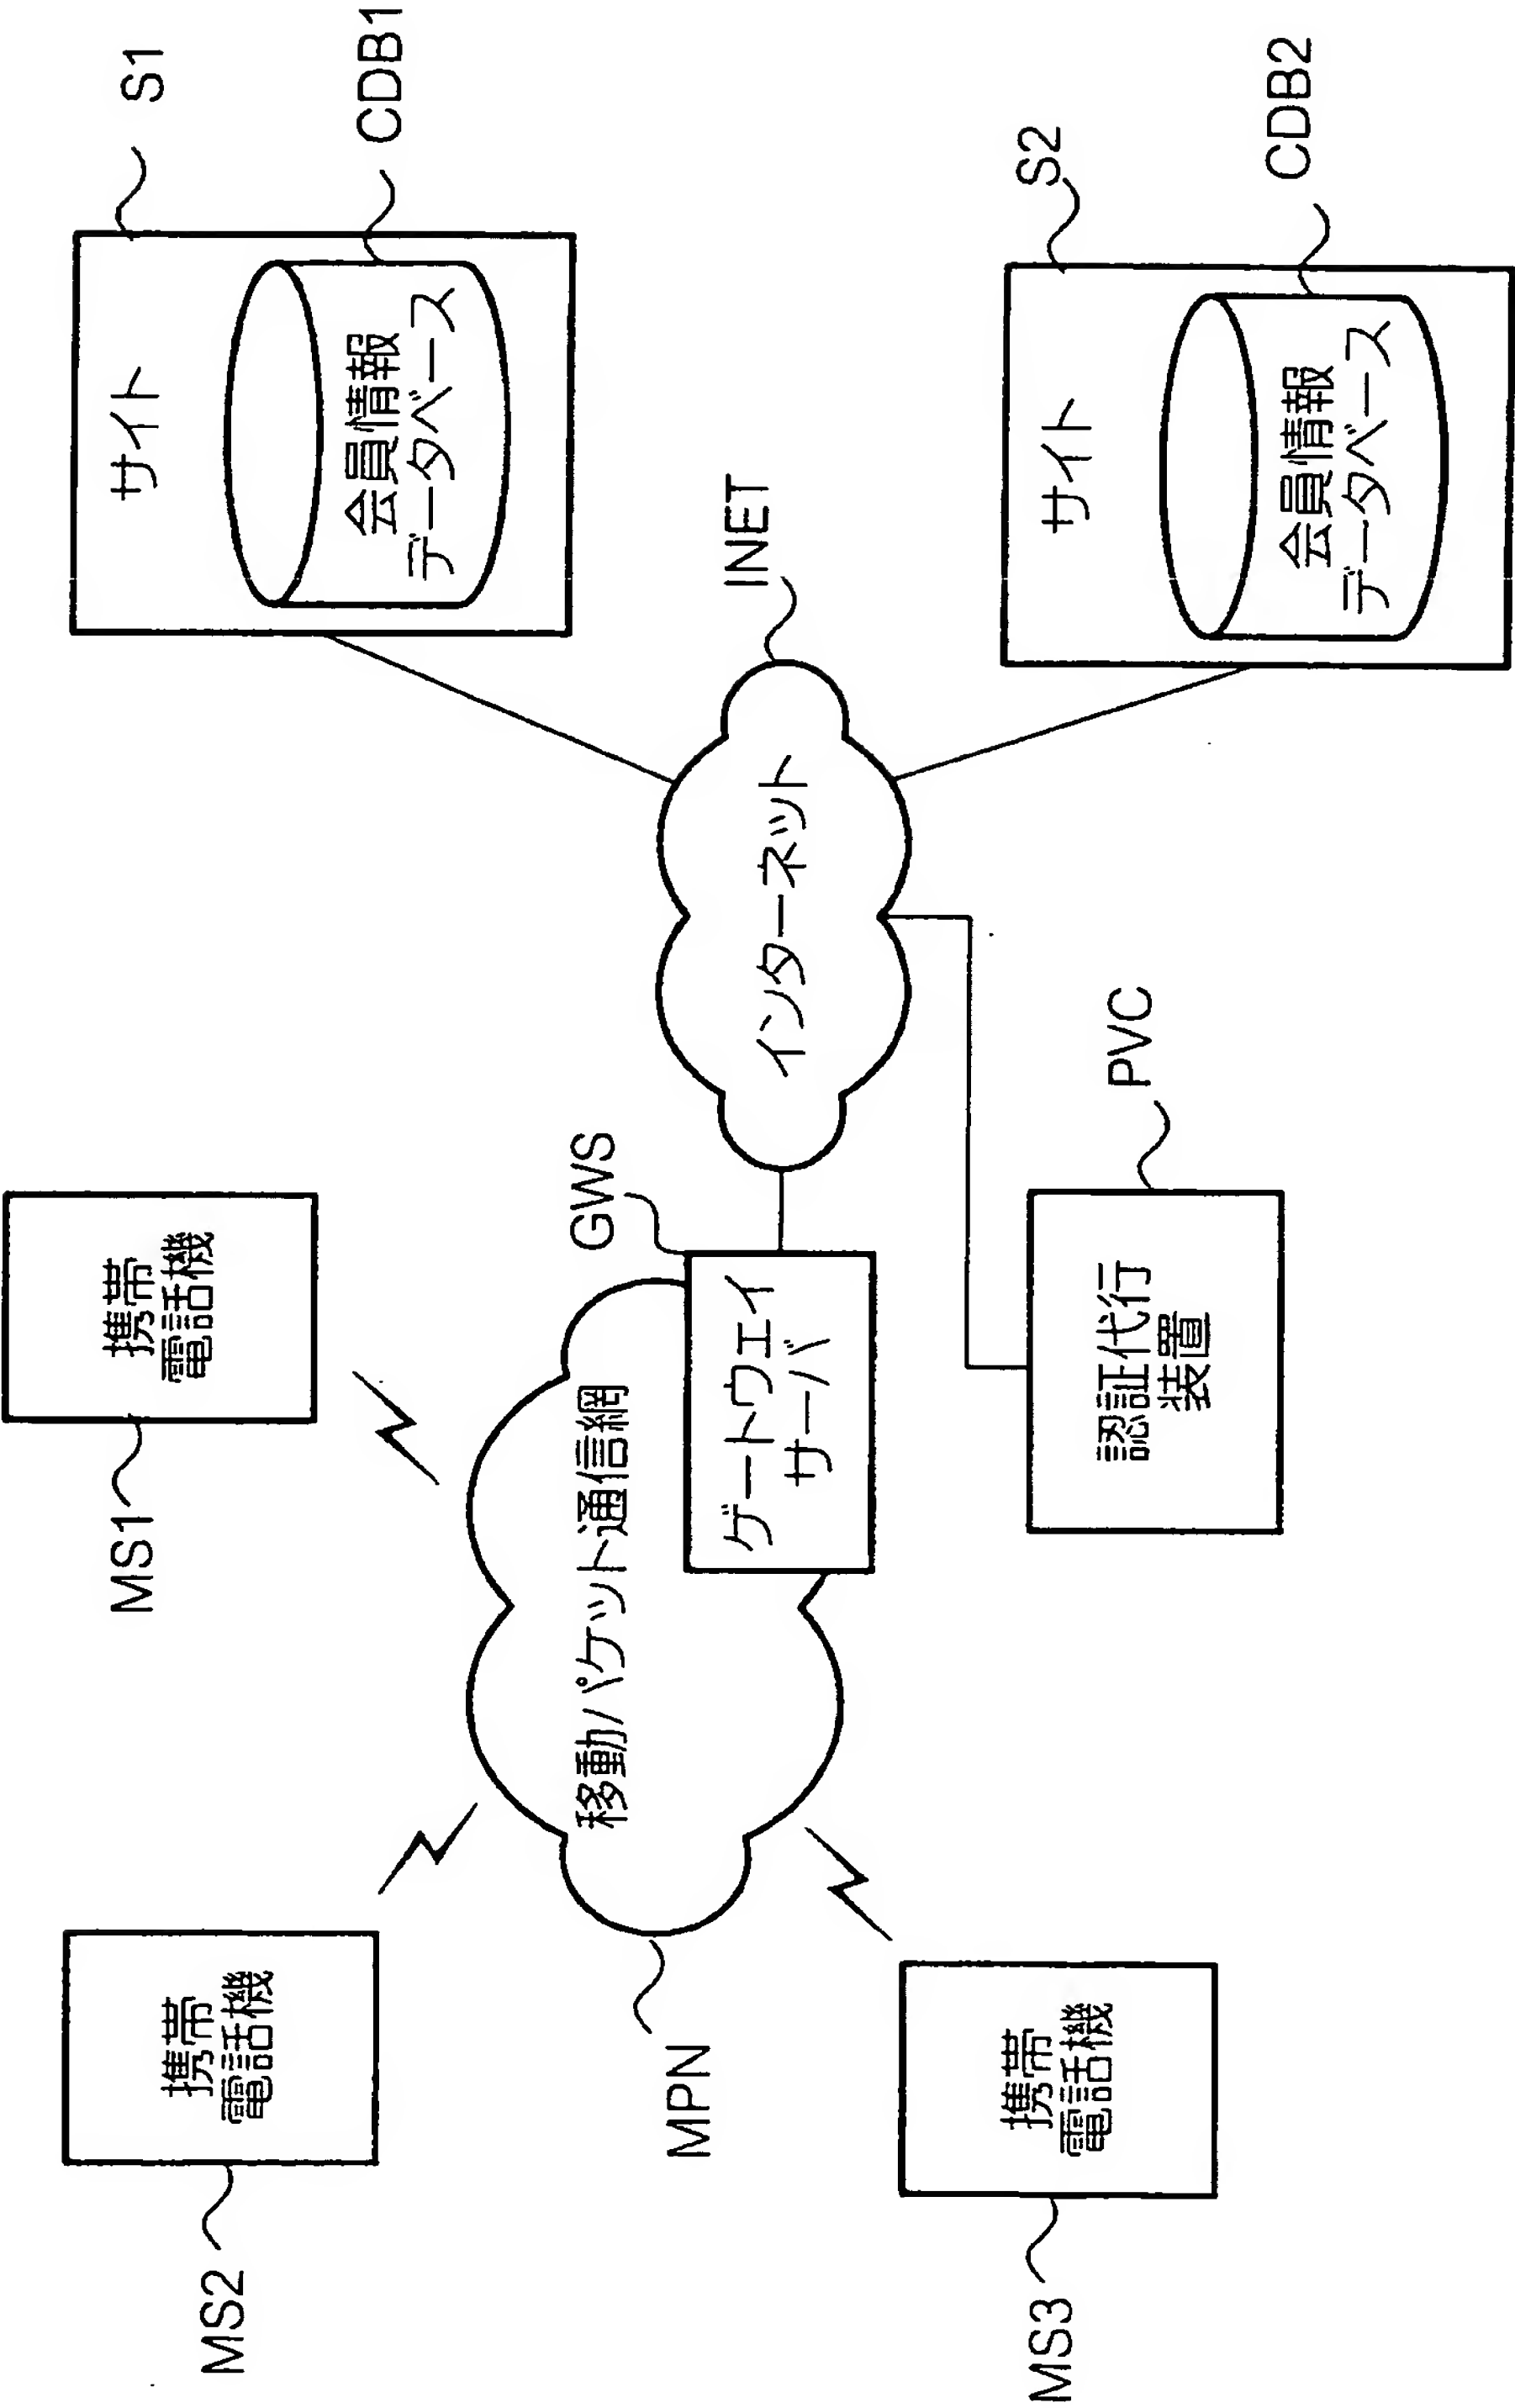 MS2
携帯
電話機
MS1
携帯
電話機
サイト
S1
会員情報
データベース
CDB1
MPN
移動パケット通信網
GWS
ゲートウェイ
サーバ
INET
インターネット
MS3
携帯
電話機
PVC
認証代行
装置
サイト
S2
会員情報
データベース
CDB2